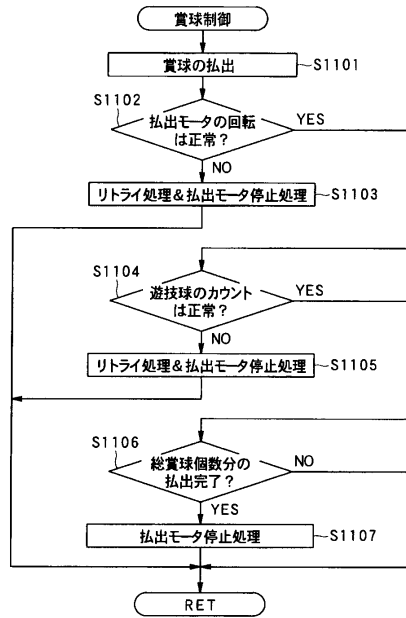 賞球制御
賞球の払出
S1101
S1102
払出モータの回転
は正常?
YES
NO
リトライ処理&払出モータ停止処理
S1103
S1104
遊技球のカウント
は正常?
YES
NO
リトライ処理&払出モータ停止処理
S1105
S1106
総賞球個数分の
払出完了?
NO
YES
払出モータ停止処理
S1107
RET